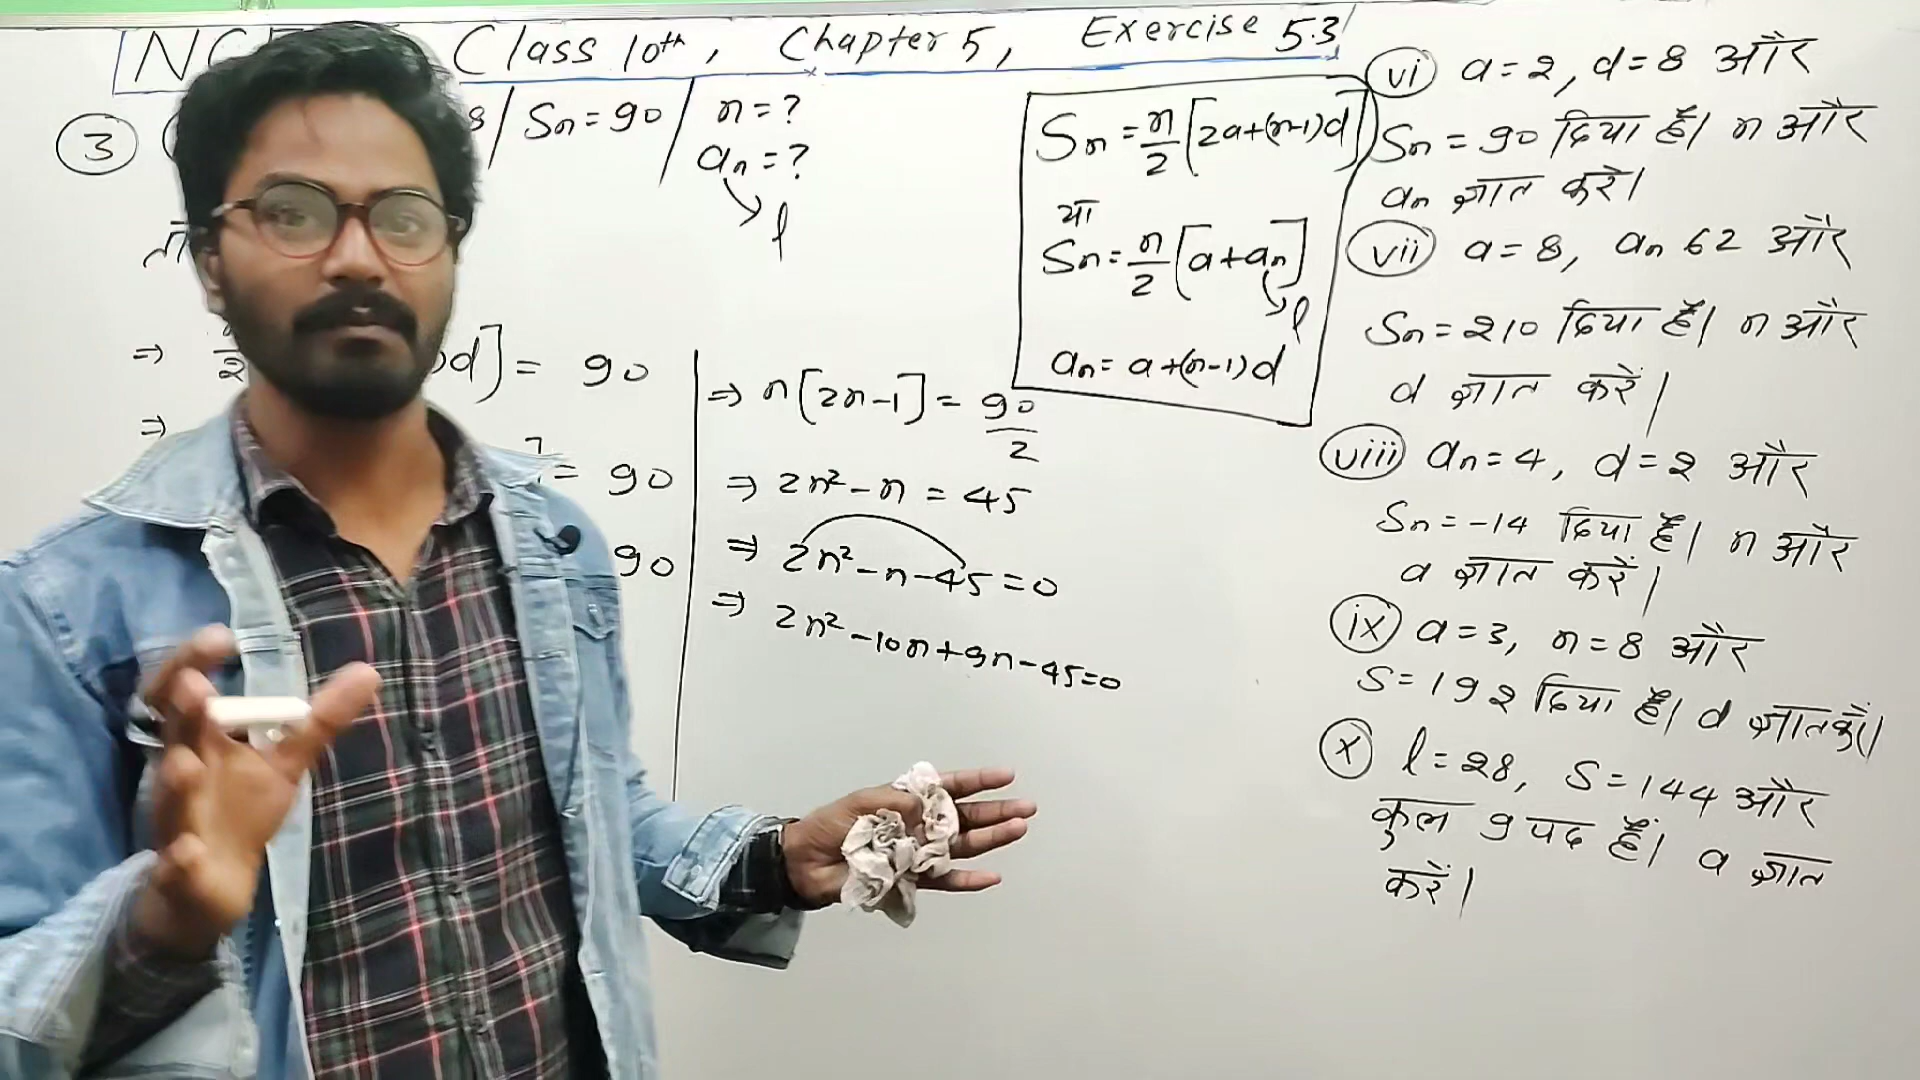 Class 10th, Chapter 5, Exercise 5.3
3
8 | Sn = 90 | n = ?
an = ?
l
⇒ 2 d] = 90
⇒ ] = 90
90
⇒ n[2n-1] = 90/2
⇒ 2n² - n = 45
⇒ 2n² - n - 45 = 0
⇒ 2n² - 10n + 9n - 45 = 0
Sn = n/2 [2a+(n-1)d]
या
Sn = n/2 [a+an]
l
an = a+(n-1)d
vi a = 2, d = 8 और
Sn = 90 दिया है। n और
an ज्ञात करें।
vii a = 8, an 62 और
Sn = 210 दिया है। n और
d ज्ञात करें।
viii an = 4, d = 2 और
Sn = -14 दिया है। n और
a ज्ञात करें।
ix a = 3, n = 8 और
S = 192 दिया है। d ज्ञात करें।
x l = 28, S = 144 और
कुल 9 पद हैं। a ज्ञात
करें।